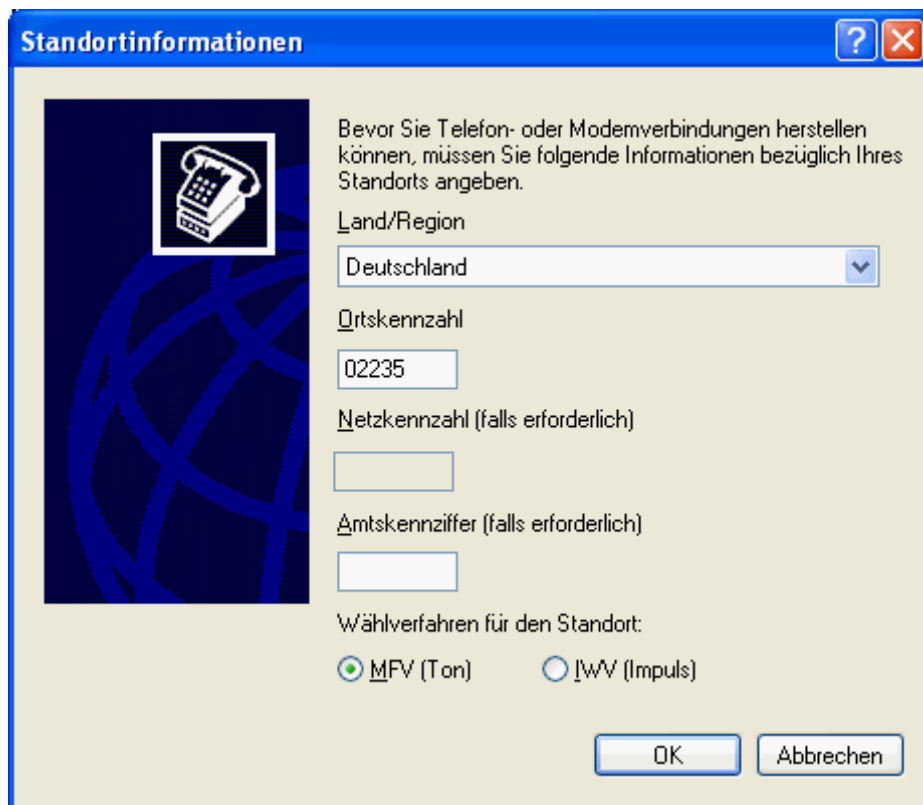 Standortinformationen
Bevor Sie Telefon- oder Modemverbindungen herstellen
können, müssen Sie folgende Informationen bezüglich Ihres
Standorts angeben.
Land/Region
Deutschland
Ortskennzahl
02235
Netzkennzahl (falls erforderlich)
Amtskennziffer (falls erforderlich)
Wählverfahren für den Standort:
MFV (Ton) IWV (Impuls)
OK Abbrechen